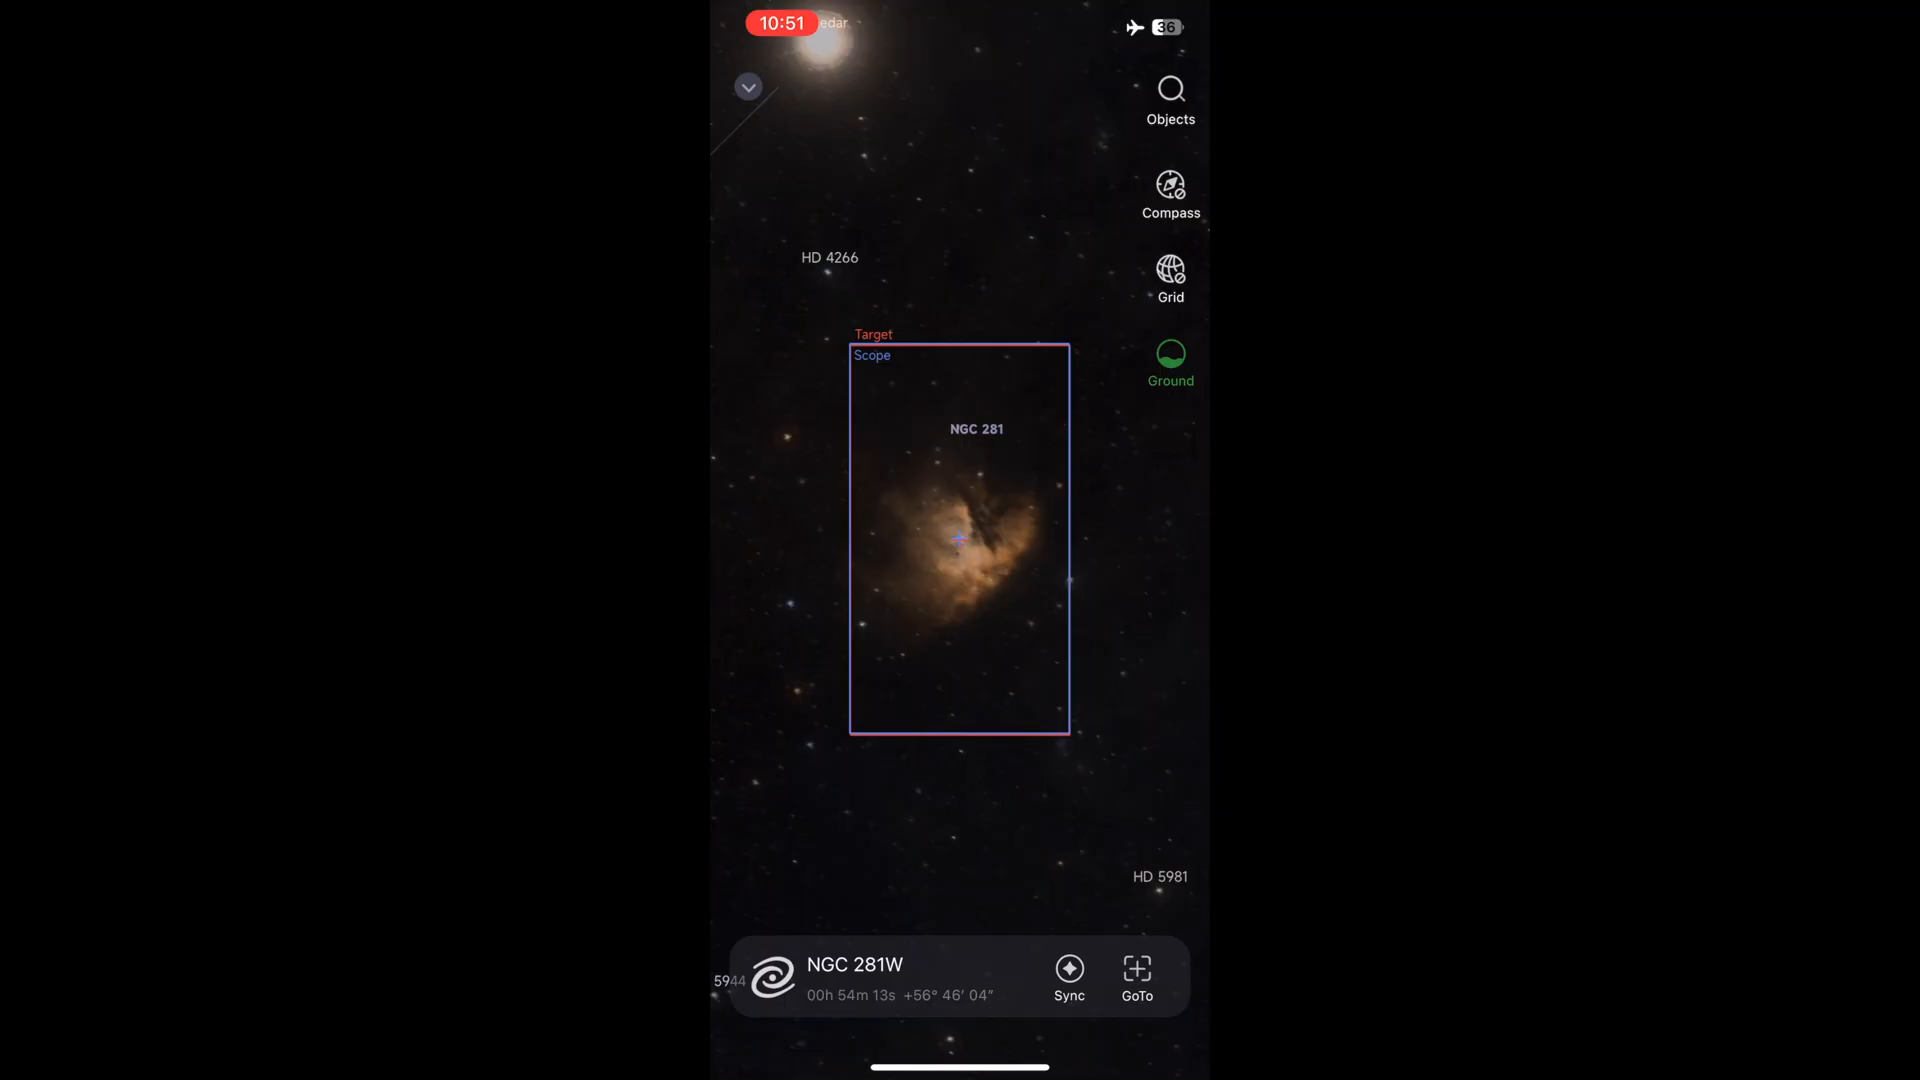 10:51
edar
36
Objects
Compass
HD 4266
Grid
Target
Scope
Ground
NGC 281
HD 5981
NGC 281W
5944
00h 54m 13s +56° 46′ 04″
Sync
GoTo